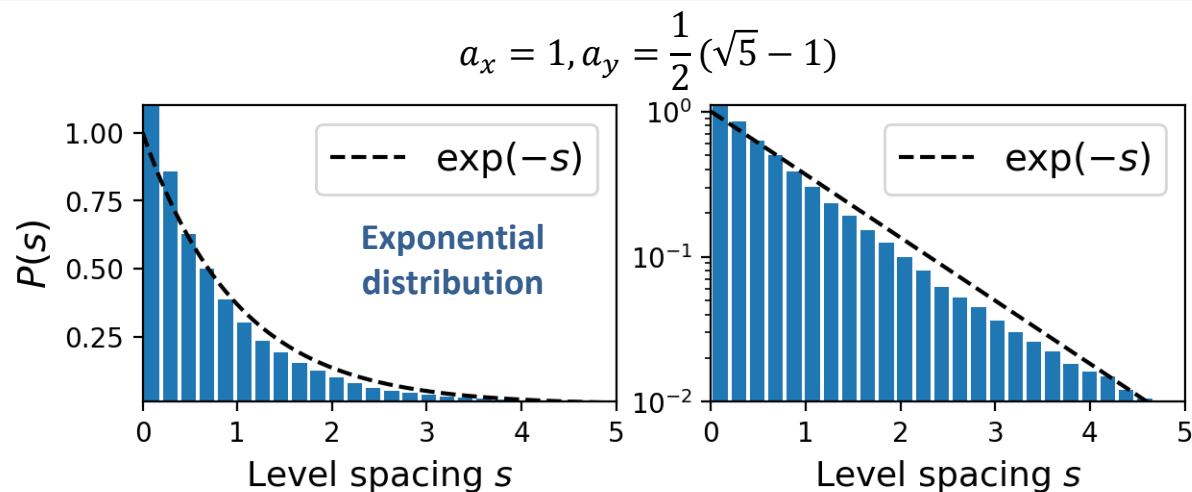 a_x = 1, a_y = \frac{1}{2}(\sqrt{5} − 1)
1.00
0.75
0.50
0.25
P(s)
exp(−s)
Exponential
distribution
0 1 2 3 4 5
Level spacing s
10^0
10^{-1}
10^{-2}
exp(−s)
0 1 2 3 4 5
Level spacing s